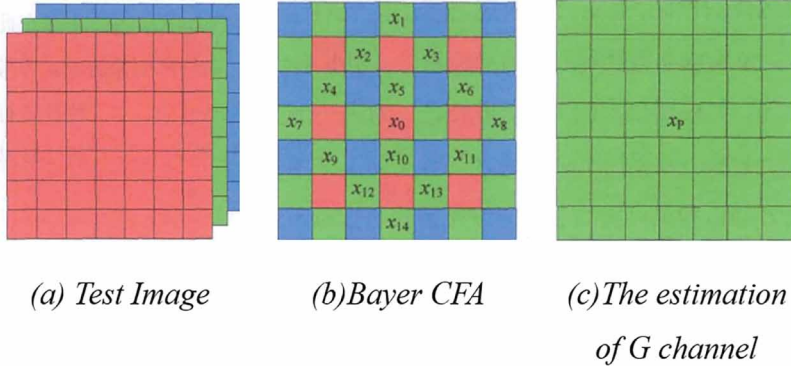 x1
x2 x3
x4 x5 x6
x7 x0 x8
xP
x9 x10 x11
x12 x13
x14
(a) Test Image
(b)Bayer CFA
(c)The estimation
of G channel